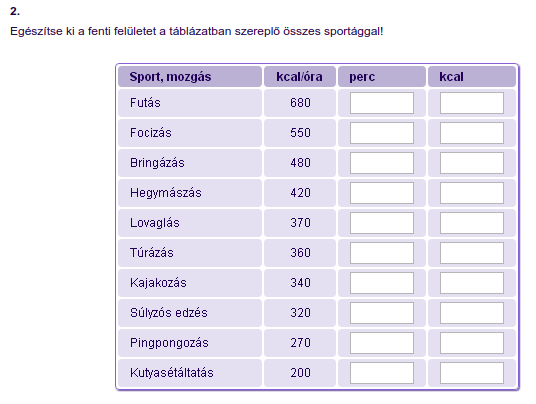 2.
Egészítse ki a fenti felületet a táblázatban szereplő összes sportággal!
Sport, mozgás kcal/óra perc kcal
Futás 680
Focizás 550
Bringázás 480
Hegymászás 420
Lovaglás 370
Túrázás 360
Kajakozás 340
Súlyzós edzés 320
Pingpongozás 270
Kutyasétáltatás 200